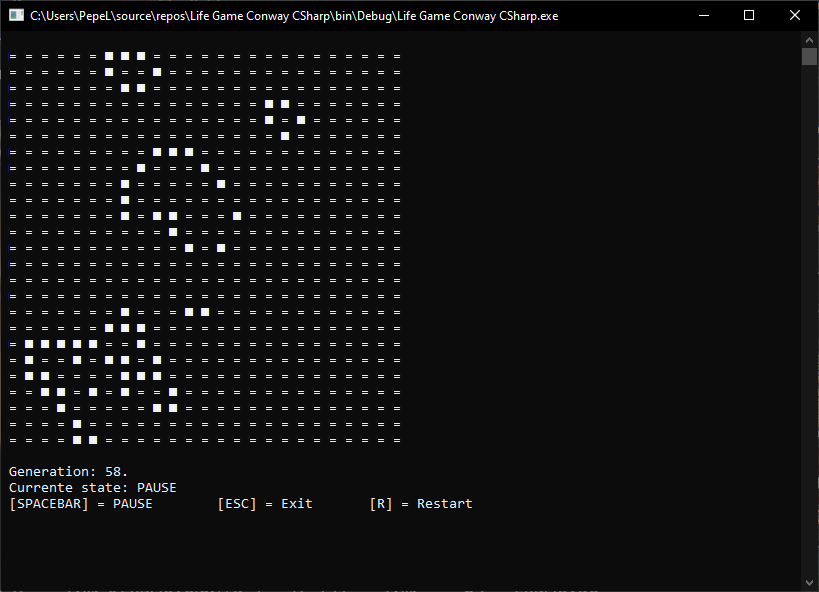 C:\Users\PepeL\source\repos\Life Game Conway CSharp\bin\Debug\Life Game Conway CSharp.exe
Generation: 58.
Currente state: PAUSE
[SPACEBAR] = PAUSE [ESC] = Exit [R] = Restart